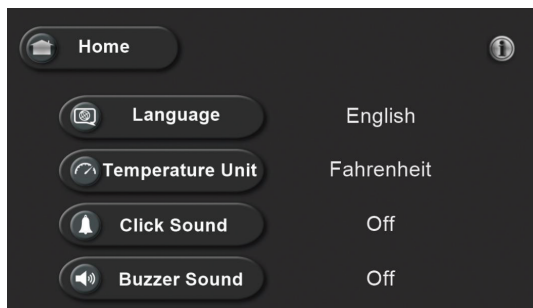 Home
Language English
Temperature Unit Fahrenheit
Click Sound Off
Buzzer Sound Off